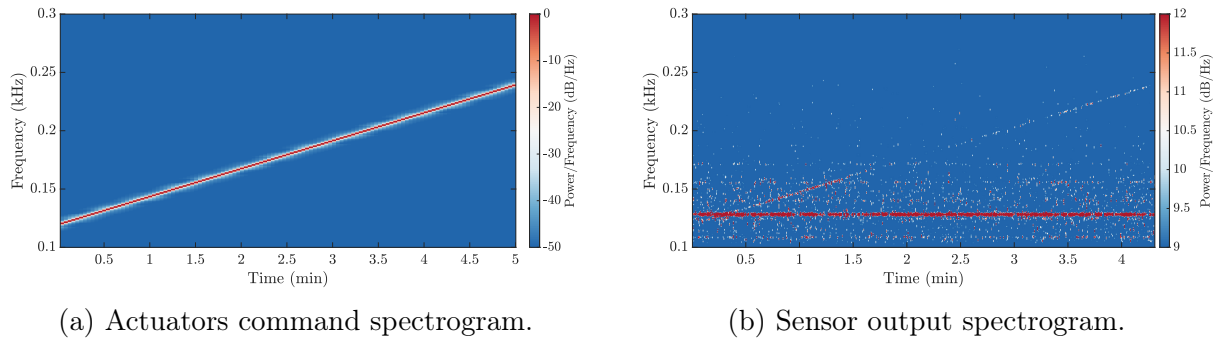 0.3
0.25
0.2
0.15
0.1
Frequency (kHz)
0.5 1 1.5 2 2.5 3 3.5 4 4.5 5
Time (min)
0
-10
-20
-30
-40
-50
Power/Frequency (dB/Hz)
(a) Actuators command spectrogram.
0.3
0.25
0.2
0.15
0.1
Frequency (kHz)
0.5 1 1.5 2 2.5 3 3.5 4
Time (min)
12
11.5
11
10.5
10
9.5
9
Power/Frequency (dB/Hz)
(b) Sensor output spectrogram.